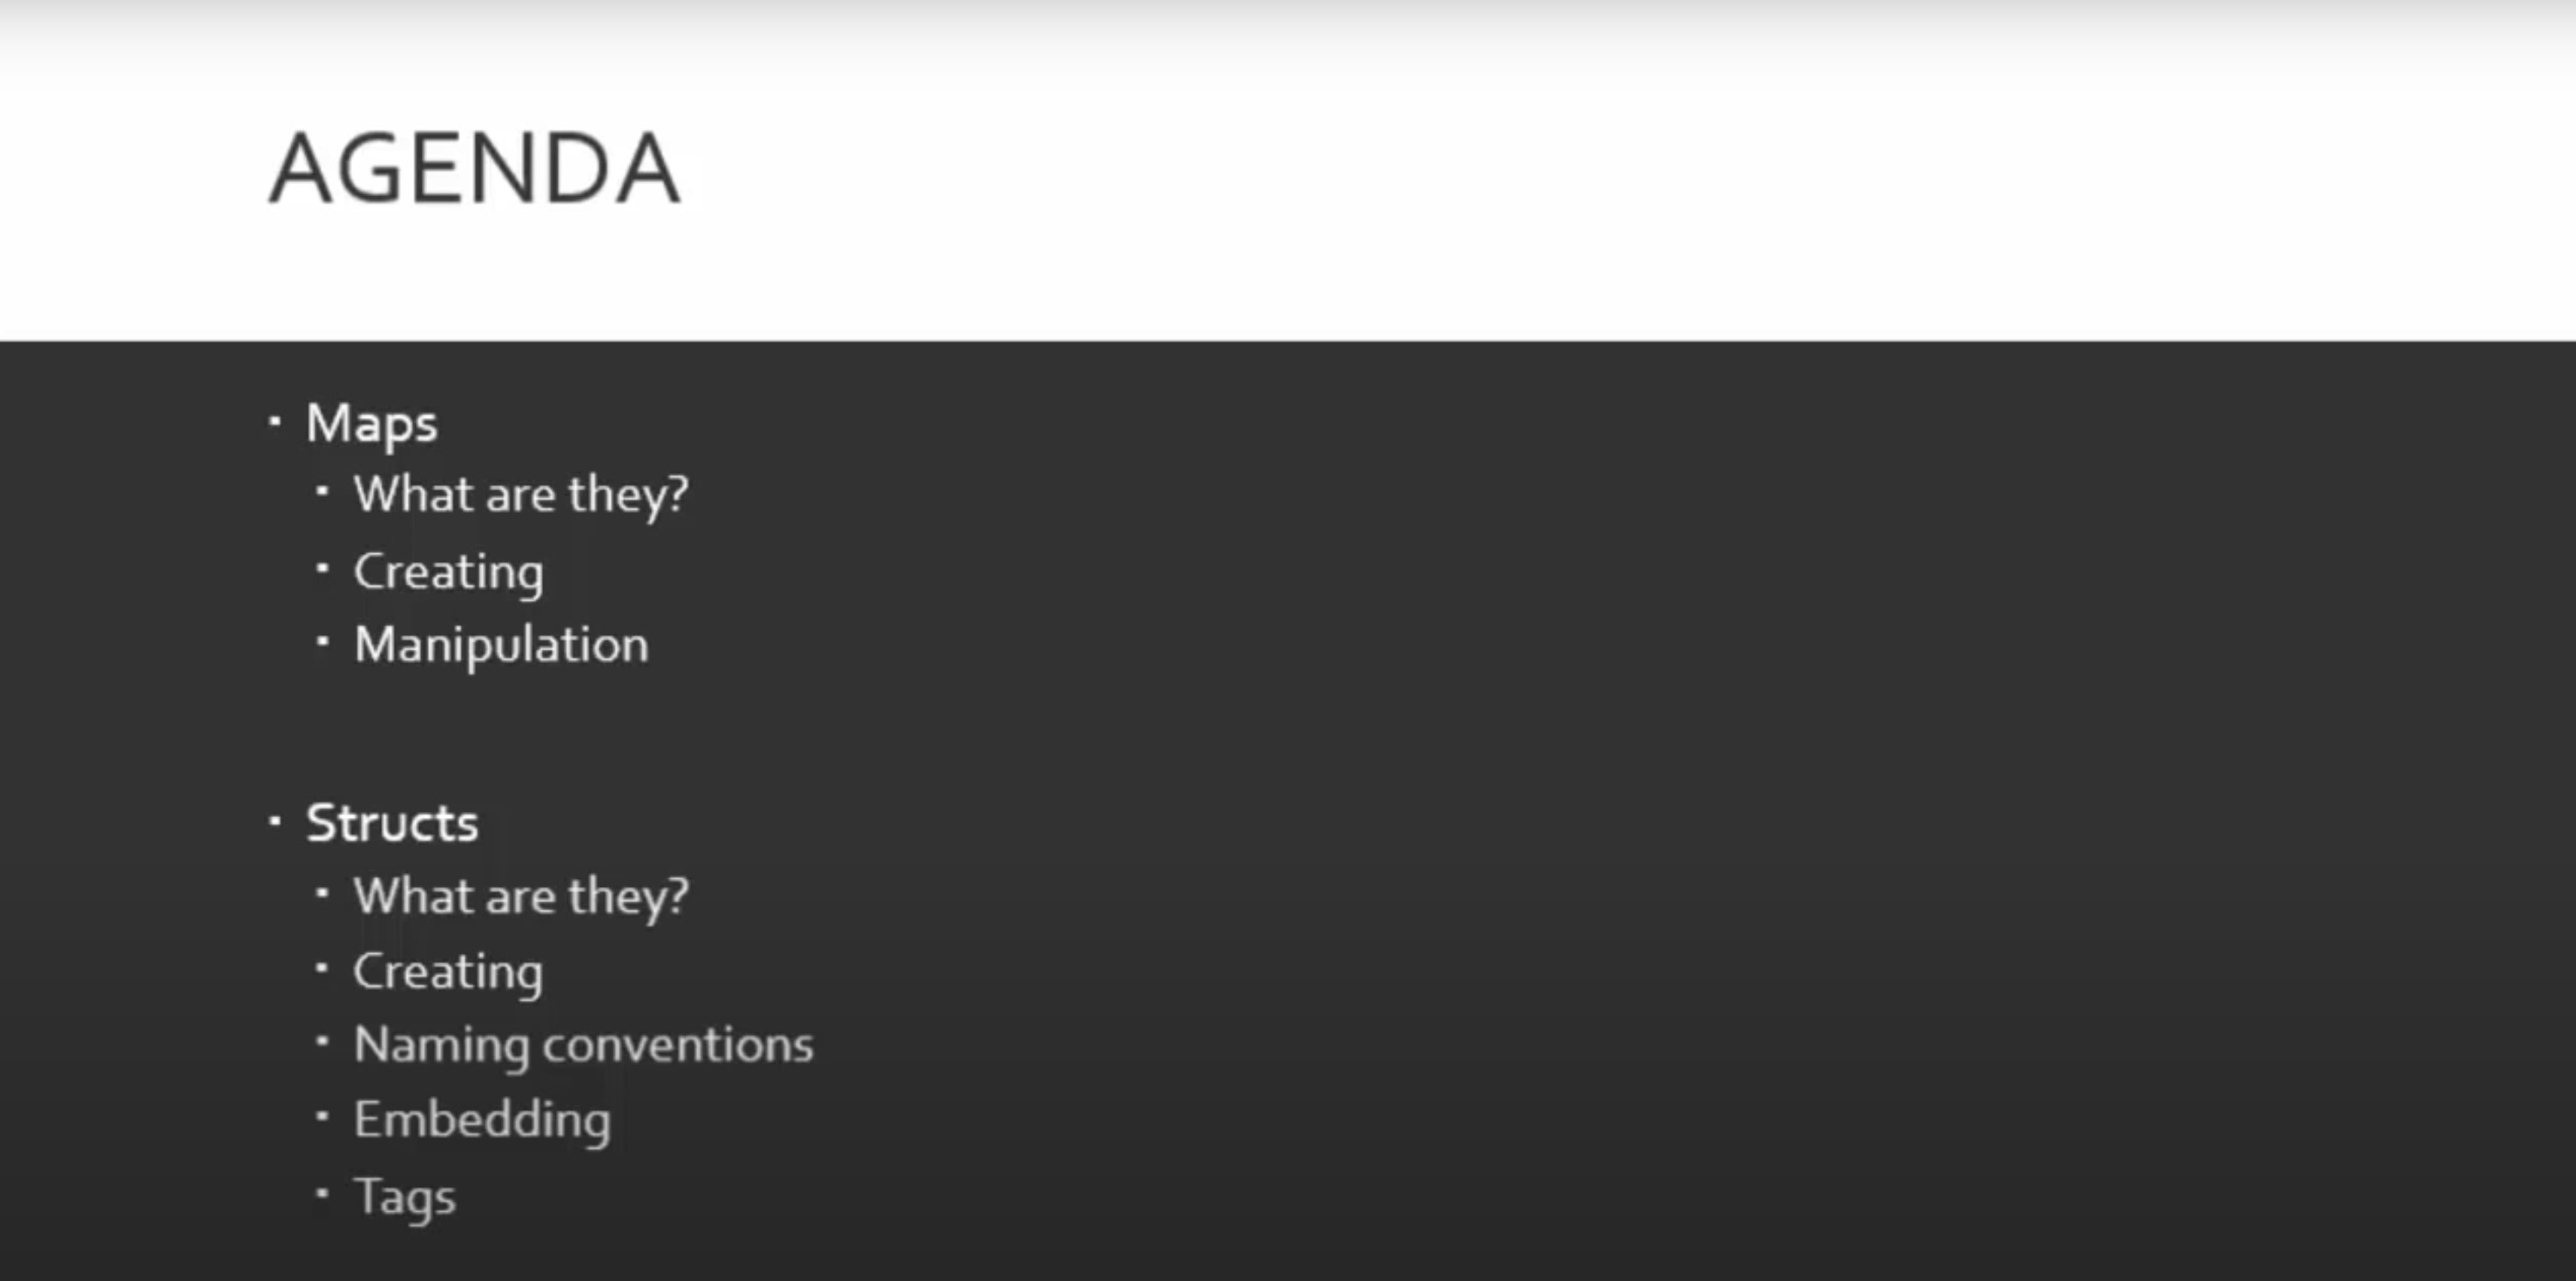 AGENDA
▪ Maps
▪ What are they?
▪ Creating
▪ Manipulation
▪ Structs
▪ What are they?
▪ Creating
▪ Naming conventions
▪ Embedding
▪ Tags